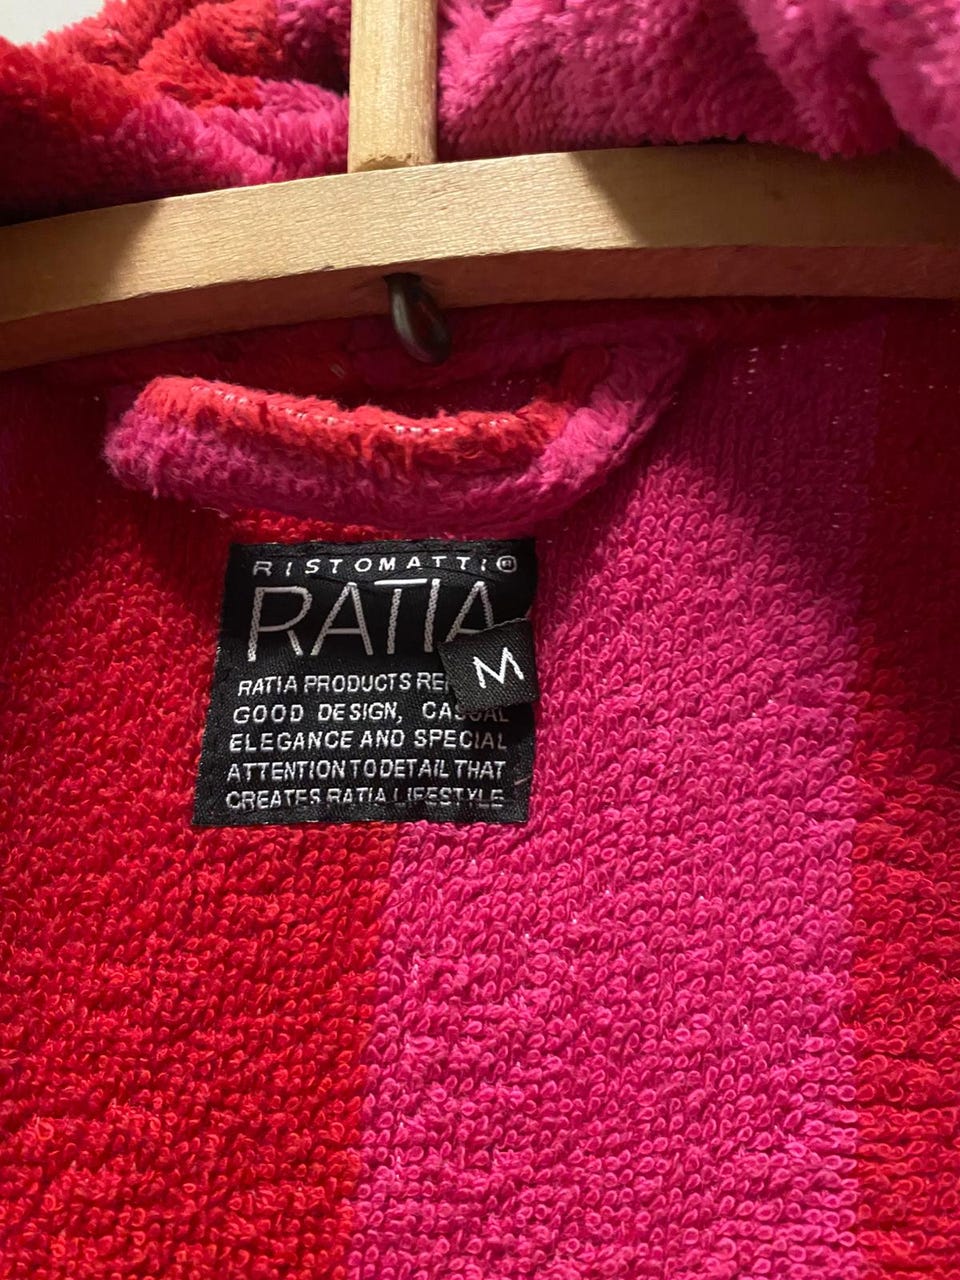 RISTOMATTI®
RATIA
M
RATIA PRODUCTS
GOOD DESIGN, CASUAL
ELEGANCE AND SPECIAL
ATTENTION TO DETAIL THAT
CREATES RATIA LIFESTYLE